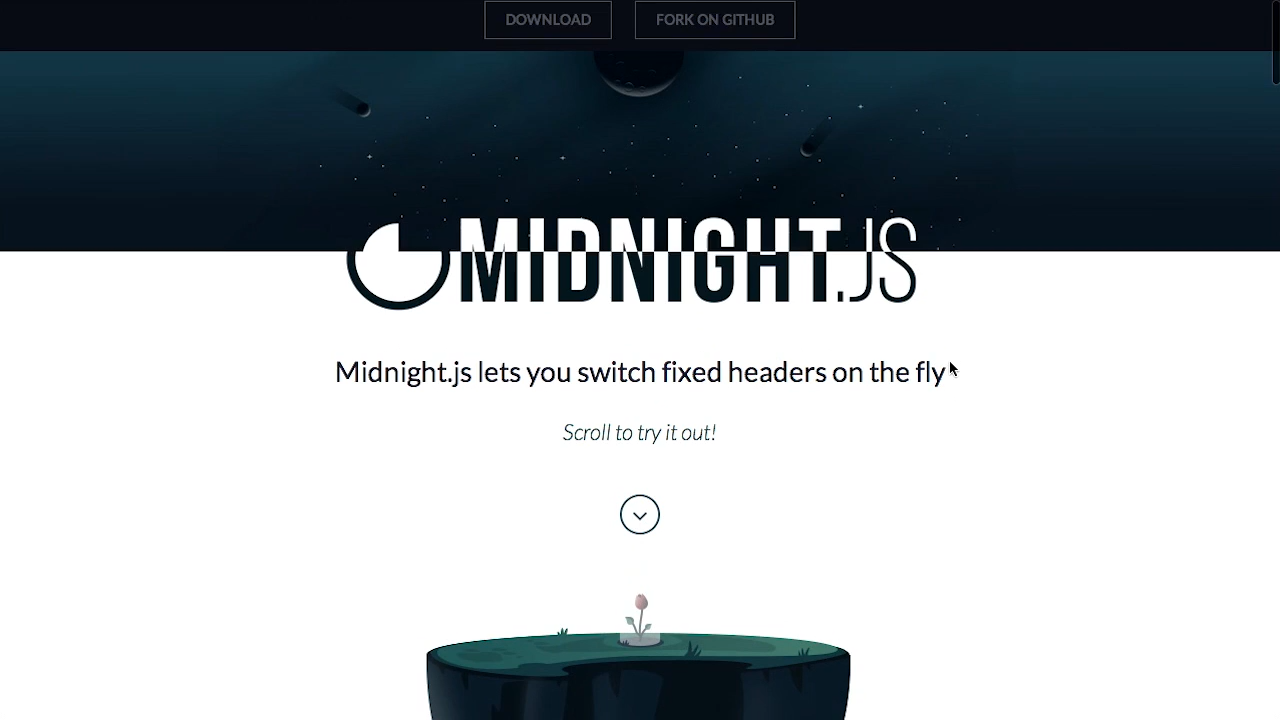 DOWNLOAD
FORK ON GITHUB
MIDNIGHT.JS
Midnight.js lets you switch fixed headers on the fly
Scroll to try it out!